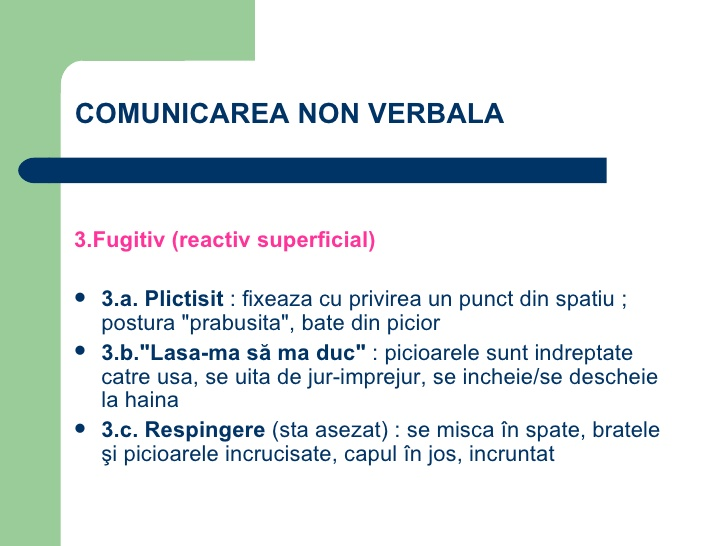 COMUNICAREA NON VERBALA
3.Fugitiv (reactiv superficial)
3.a. Plictisit : fixeaza cu privirea un punct din spatiu ;
postura "prabusita", bate din picior
3.b."Lasa-ma să ma duc" : picioarele sunt indreptate
catre usa, se uita de jur-imprejur, se incheie/se descheie
la haina
3.c. Respingere (sta asezat) : se misca în spate, bratele
şi picioarele incrucisate, capul în jos, incruntat